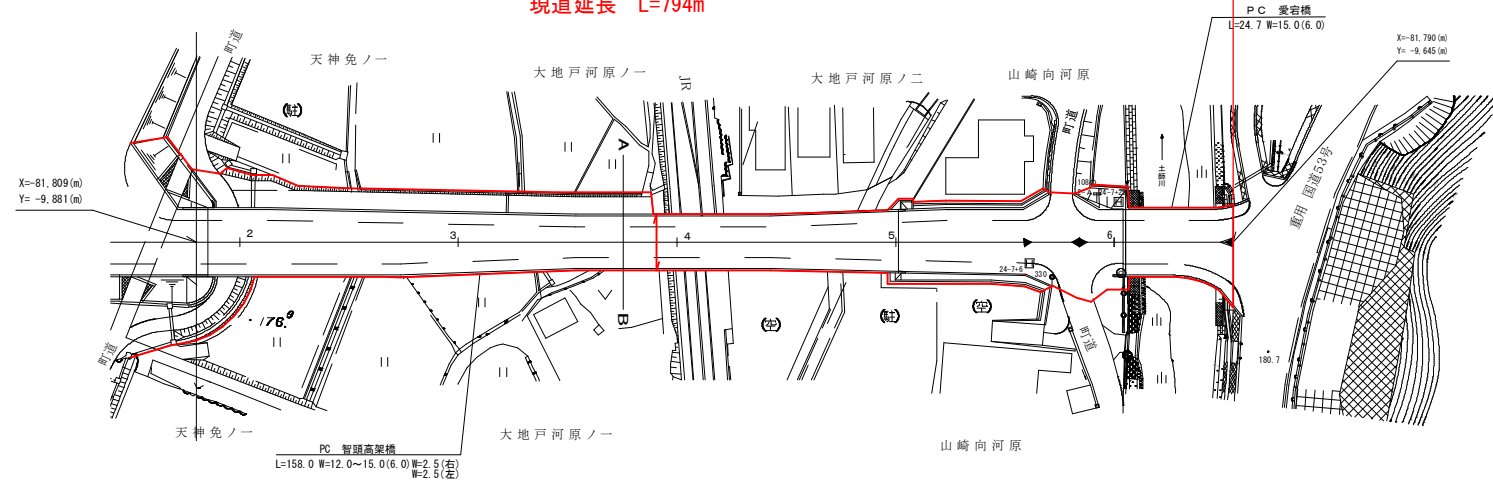 現道延長 L=794m
PC 愛宕橋
L=24.7 W=15.0(6.0)
X=-81,790(m)
Y= -9,645(m)
町道
天神免ノ一
大地戸河原ノ一
JR
大地戸河原ノ二
山崎向河原
町道
(駐)
A
土師川
重用 国道53号
X=-81,809(m)
Y= -9,881(m)
2
3
4
5
6
24-7+6
330
176.9
B
(宅)
(駐)
(宅)
町道
町道
180.7
天神免ノ一
大地戸河原ノ一
山崎向河原
PC 智頭高架橋
L=158.0 W=12.0～15.0(6.0) W=2.5(右)
W=2.5(左)